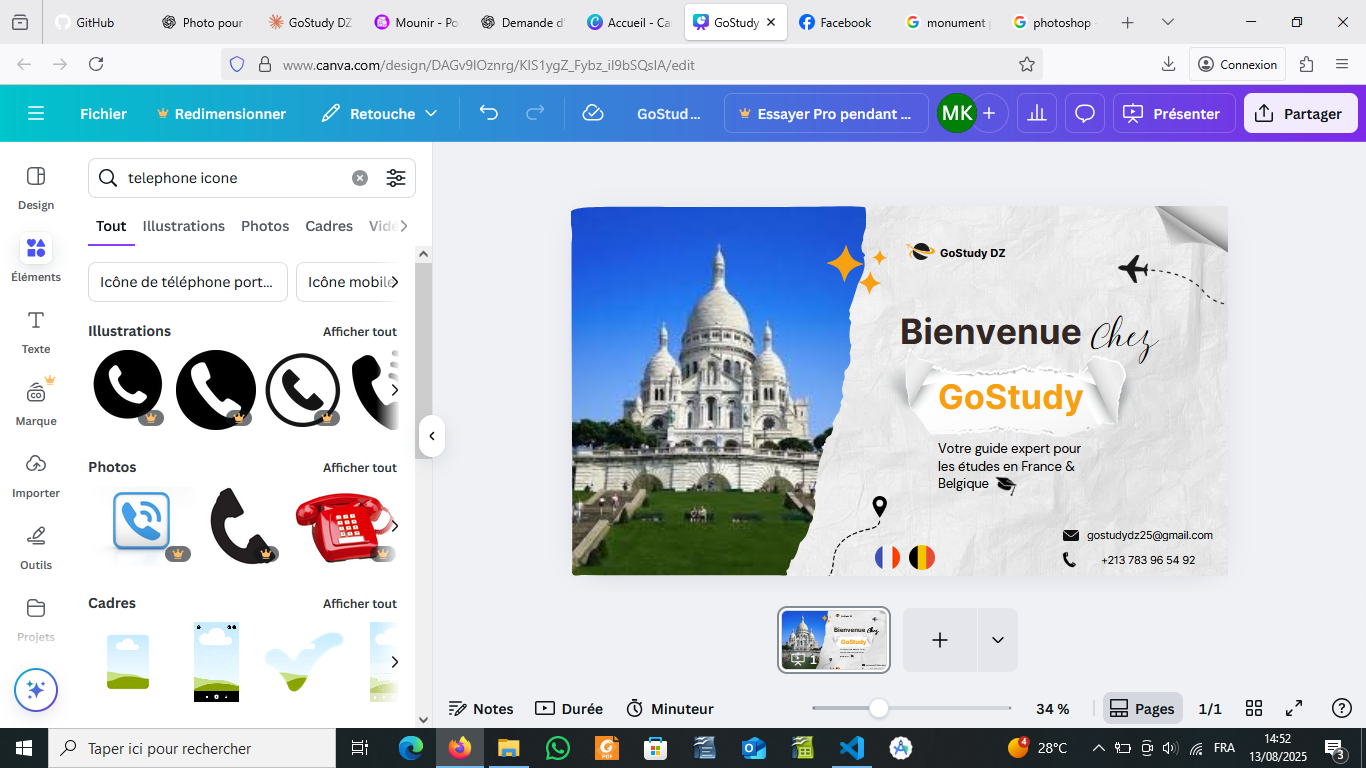 GitHub
Photo pour
GoStudy DZ
Mounir - Po
Demande d'
Accueil - Ca
GoStudy
Facebook
monument
photoshop
www.canva.com/design/DAGv9IOznrg/KIS1ygZ_Fybz_il9bSQsIA/edit
Connexion
Fichier
Redimensionner
Retouche
GoStud ...
Essayer Pro pendant ...
MK
Présenter
Partager
Design
Éléments
Texte
Marque
Importer
Outils
Projets
telephone icone
Tout
Illustrations
Photos
Cadres
Vidé
Icône de téléphone port...
Icône mobile
Illustrations
Afficher tout
Photos
Afficher tout
Cadres
Afficher tout
GoStudy DZ
Bienvenue Chez
GoStudy
Votre guide expert pour
les études en France &
Belgique
gostudydz25@gmail.com
+213 783 96 54 92
1
Notes
Durée
Minuteur
34 %
Pages
1/1
Taper ici pour rechercher
PDF
4
28°C
FRA
14:52
13/08/2025
3